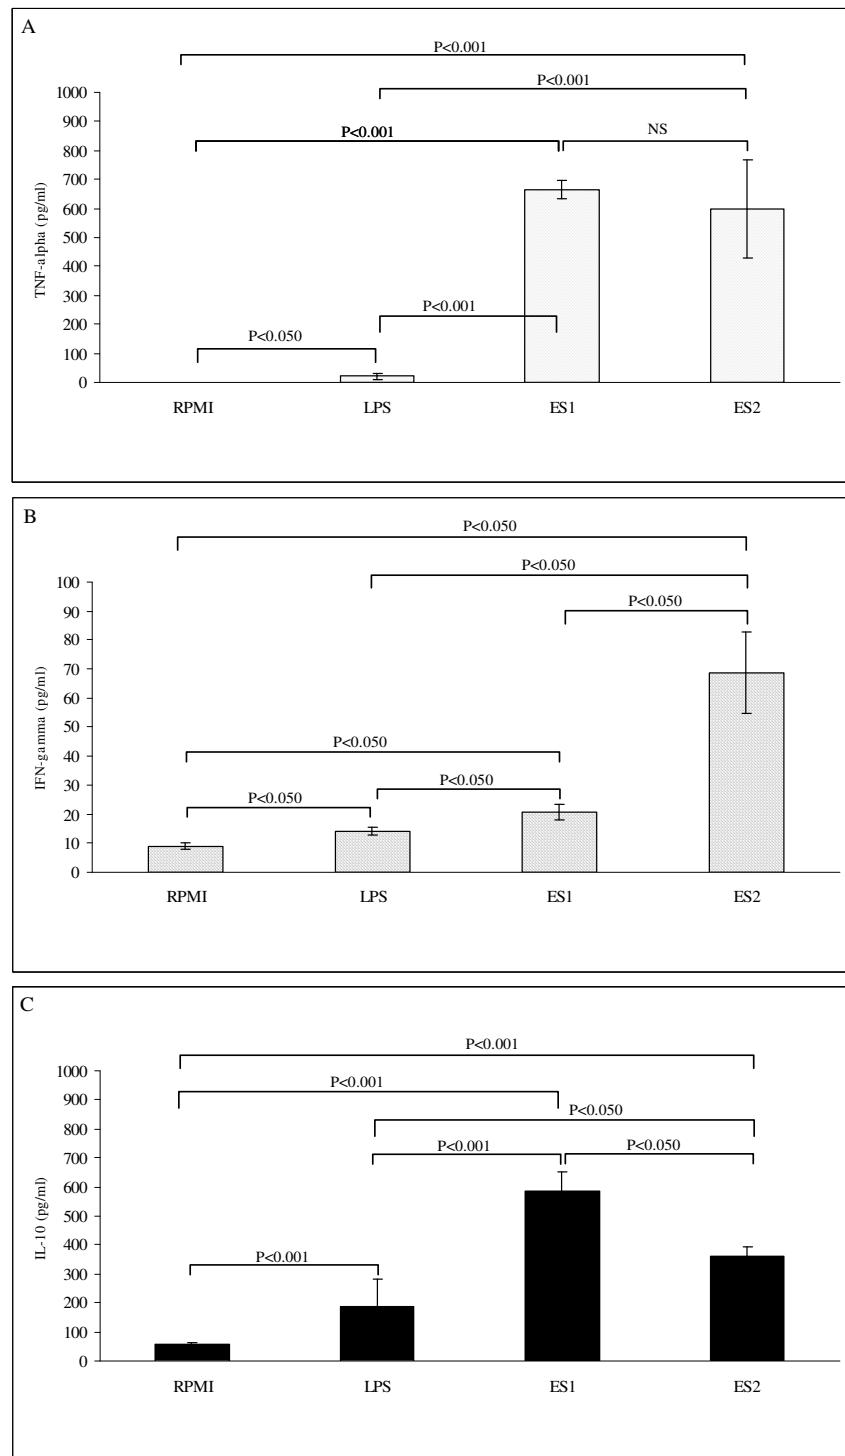 A
P<0.001
P<0.001
P<0.001
NS
P<0.001
P<0.050
1000
900
800
700
600
500
400
300
200
100
0
TNF-alpha (pg/ml)
RPMI LPS ES1 ES2
B
P<0.050
P<0.050
P<0.050
P<0.050
P<0.050
P<0.050
100
90
80
70
60
50
40
30
20
10
0
IFN-gamma (pg/ml)
RPMI LPS ES1 ES2
C
P<0.001
P<0.001
P<0.050
P<0.001
P<0.050
P<0.001
1000
900
800
700
600
500
400
300
200
100
0
IL-10 (pg/ml)
RPMI LPS ES1 ES2